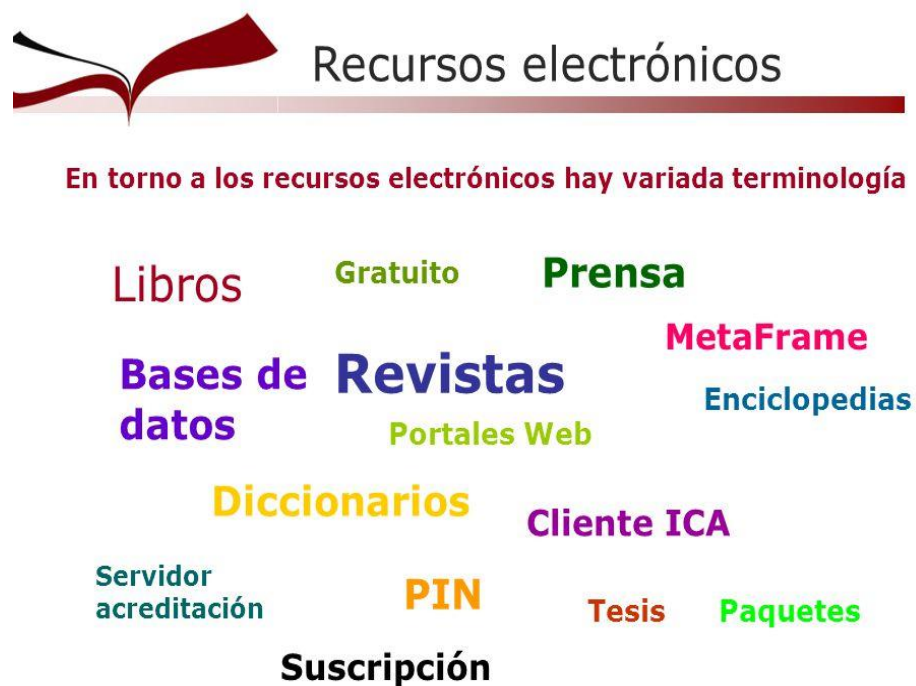 Recursos electrónicos
En torno a los recursos electrónicos hay variada terminología
Libros
Gratuito
Prensa
MetaFrame
Bases de
datos
Revistas
Enciclopedias
Portales Web
Diccionarios
Cliente ICA
Servidor
acreditación
PIN
Tesis
Paquetes
Suscripción